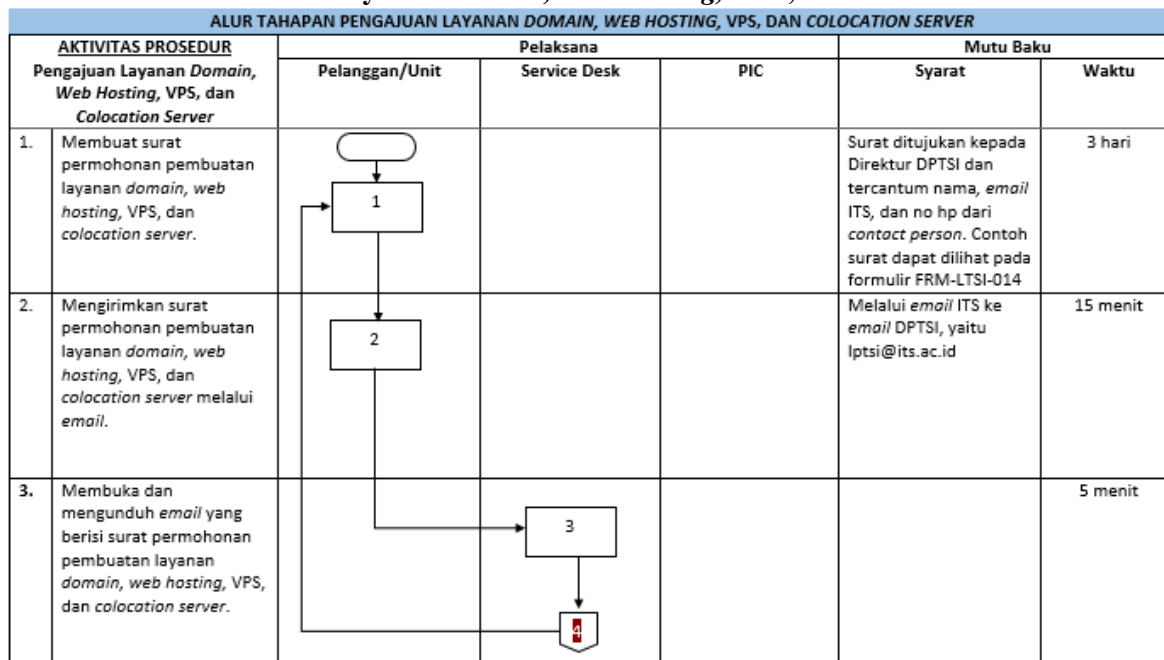 ALUR TAHAPAN PENGAJUAN LAYANAN DOMAIN, WEB HOSTING, VPS, DAN COLOCATION SERVER
AKTIVITAS PROSEDUR
Pengajuan Layanan Domain,
Web Hosting, VPS, dan
Colocation Server
Pelaksana
Mutu Baku
Pelanggan/Unit
Service Desk
PIC
Syarat
Waktu
1.
Membuat surat
permohonan pembuatan
layanan domain, web
hosting, VPS, dan
colocation server.
1
Surat ditujukan kepada
Direktur DPTSI dan
tercantum nama, email
ITS, dan no hp dari
contact person. Contoh
surat dapat dilihat pada
formulir FRM-LTSI-014
3 hari
2.
Mengirimkan surat
permohonan pembuatan
layanan domain, web
hosting, VPS, dan
colocation server melalui
email.
2
Melalui email ITS ke
email DPTSI, yaitu
lptsi@its.ac.id
15 menit
3.
Membuka dan
mengunduh email yang
berisi surat permohonan
pembuatan layanan
domain, web hosting, VPS,
dan colocation server.
3
4
5 menit